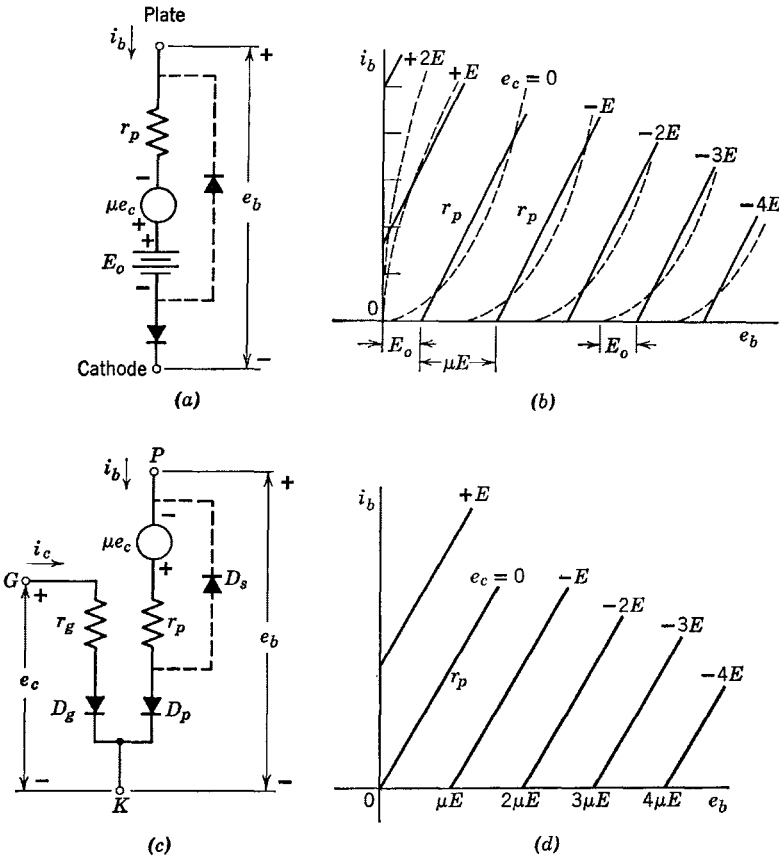 Plate
i_b
+
r_p
−
μe_c
+
+
E_o
−
e_b
Cathode
−
(a)
i_b
+2E
+E
e_c = 0
−E
−2E
−3E
−4E
r_p
r_p
0
E_o
μE
E_o
e_b
(b)
P
i_b
+
−
μe_c
+
D_s
i_c
G
+
r_g
r_p
e_b
e_c
D_g
D_p
−
K
−
(c)
i_b
+E
e_c = 0
−E
−2E
−3E
−4E
r_p
0
μE
2μE
3μE
4μE
e_b
(d)